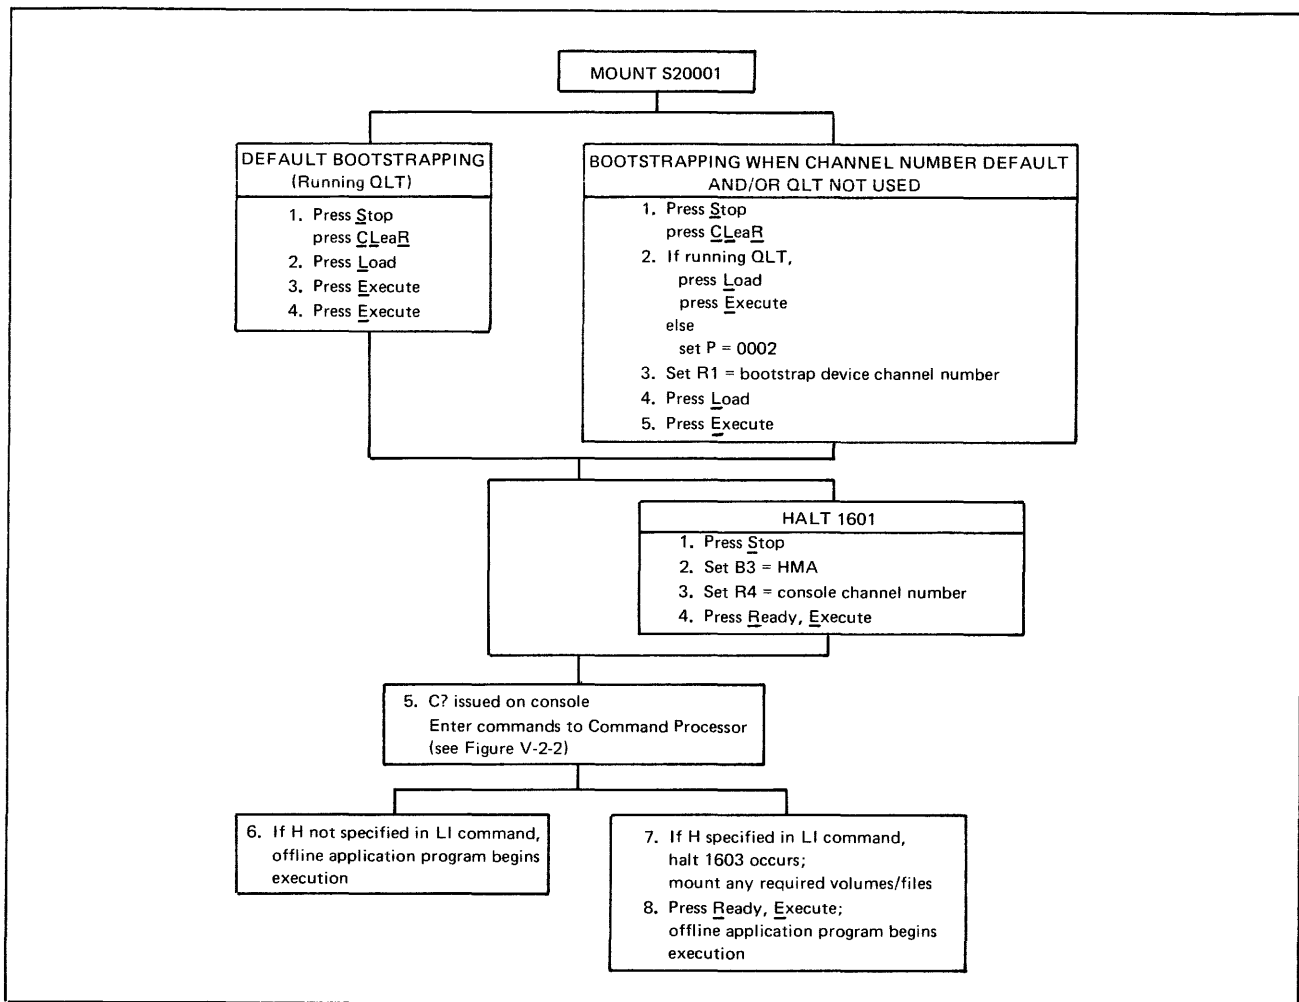 MOUNT S20001
DEFAULT BOOTSTRAPPING
(Running QLT)
1. Press Stop
press CLeaR
2. Press Load
3. Press Execute
4. Press Execute
BOOTSTRAPPING WHEN CHANNEL NUMBER DEFAULT
AND/OR QLT NOT USED
1. Press Stop
press CLeaR
2. If running QLT,
press Load
press Execute
else
set P = 0002
3. Set R1 = bootstrap device channel number
4. Press Load
5. Press Execute
HALT 1601
1. Press Stop
2. Set B3 = HMA
3. Set R4 = console channel number
4. Press Ready, Execute
5. C? issued on console
Enter commands to Command Processor
(see Figure V-2-2)
6. If H not specified in LI command,
offline application program begins
execution
7. If H specified in LI command,
halt 1603 occurs;
mount any required volumes/files
8. Press Ready, Execute;
offline application program begins
execution